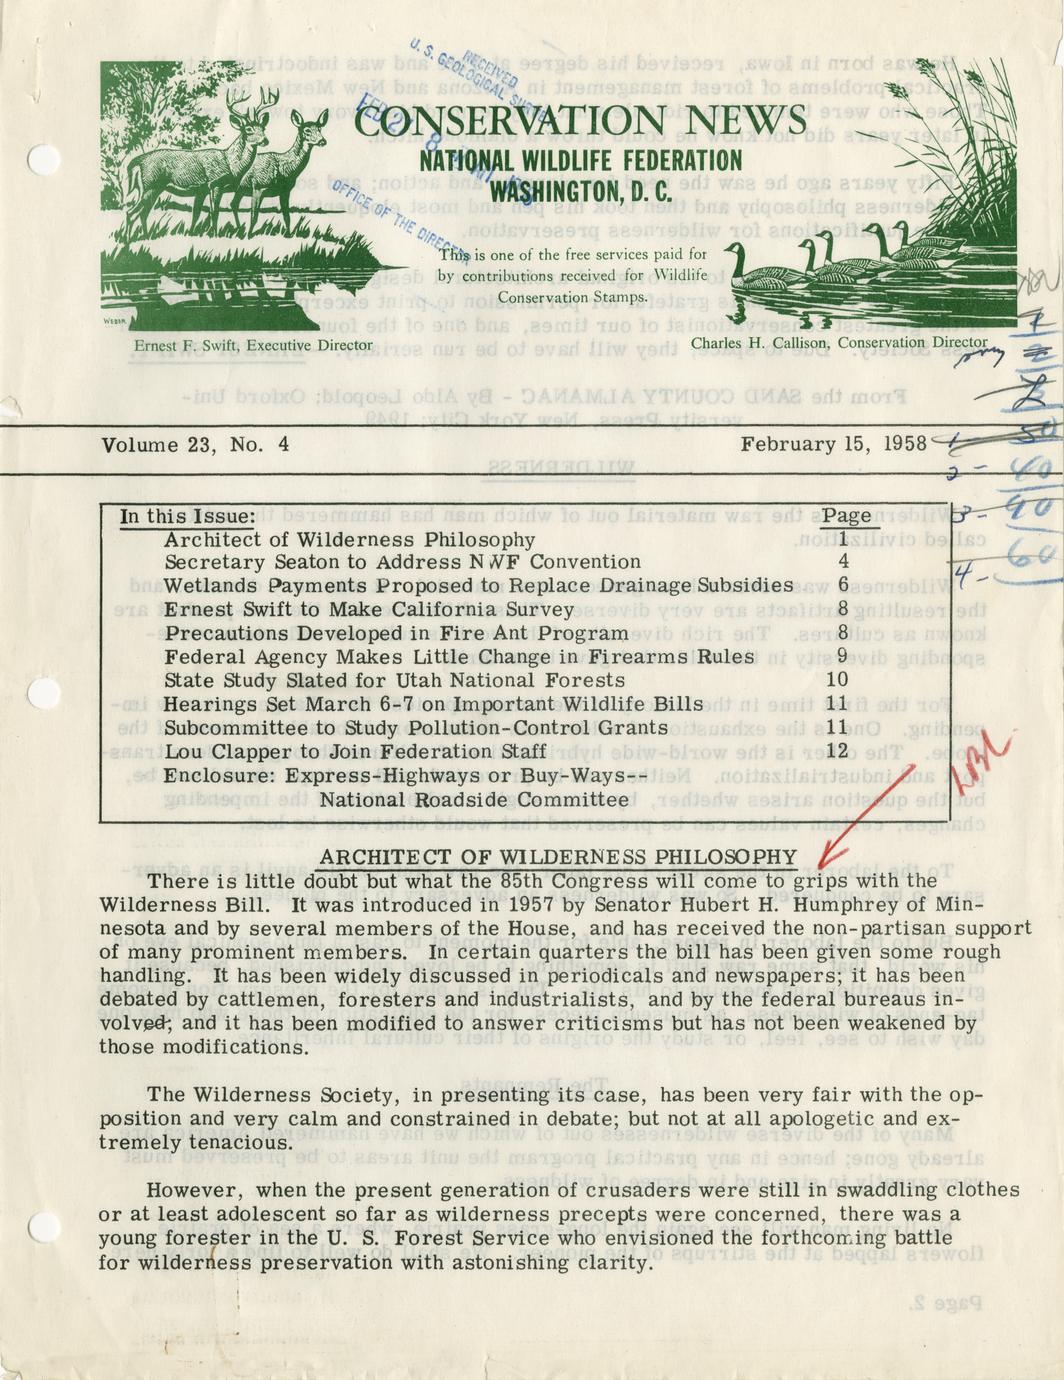 RECEIVED
U. S. GEOLOGICAL SURVEY
OFFICE OF THE DIRECTOR
CONSERVATION NEWS
NATIONAL WILDLIFE FEDERATION
WASHINGTON, D. C.
This is one of the free services paid for
by contributions received for Wildlife
Conservation Stamps.
WEBER
Ernest F. Swift, Executive Director
Charles H. Callison, Conservation Director
Volume 23, No. 4
February 15, 1958
In this Issue: Page
Architect of Wilderness Philosophy 1
Secretary Seaton to Address NWF Convention 4
Wetlands Payments Proposed to Replace Drainage Subsidies 6
Ernest Swift to Make California Survey 8
Precautions Developed in Fire Ant Program 8
Federal Agency Makes Little Change in Firearms Rules 9
State Study Slated for Utah National Forests 10
Hearings Set March 6-7 on Important Wildlife Bills 11
Subcommittee to Study Pollution-Control Grants 11
Lou Clapper to Join Federation Staff 12
Enclosure: Express-Highways or Buy-Ways--
National Roadside Committee
1-
2- 40
3- 90
4- 60
ARCHITECT OF WILDERNESS PHILOSOPHY
There is little doubt but what the 85th Congress will come to grips with the
Wilderness Bill. It was introduced in 1957 by Senator Hubert H. Humphrey of Min-
nesota and by several members of the House, and has received the non-partisan support
of many prominent members. In certain quarters the bill has been given some rough
handling. It has been widely discussed in periodicals and newspapers; it has been
debated by cattlemen, foresters and industrialists, and by the federal bureaus in-
volved; and it has been modified to answer criticisms but has not been weakened by
those modifications.
The Wilderness Society, in presenting its case, has been very fair with the op-
position and very calm and constrained in debate; but not at all apologetic and ex-
tremely tenacious.
However, when the present generation of crusaders were still in swaddling clothes
or at least adolescent so far as wilderness precepts were concerned, there was a
young forester in the U. S. Forest Service who envisioned the forthcoming battle
for wilderness preservation with astonishing clarity.